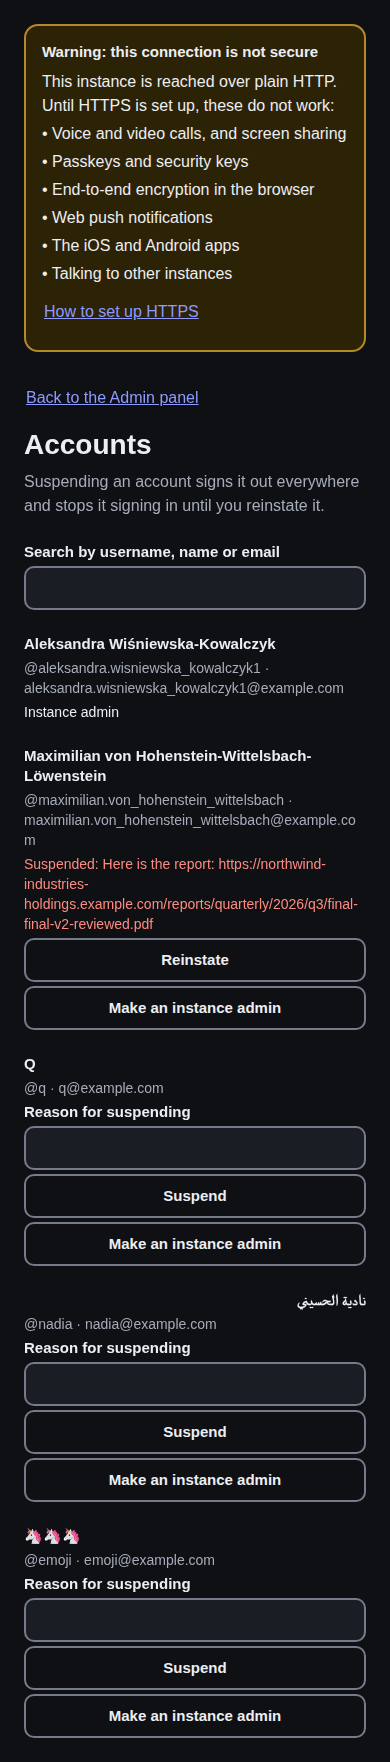 Warning: this connection is not secure
This instance is reached over plain HTTP.
Until HTTPS is set up, these do not work:
• Voice and video calls, and screen sharing
• Passkeys and security keys
• End-to-end encryption in the browser
• Web push notifications
• The iOS and Android apps
• Talking to other instances
How to set up HTTPS
Back to the Admin panel
Accounts
Suspending an account signs it out everywhere
and stops it signing in until you reinstate it.
Search by username, name or email
Aleksandra Wiśniewska-Kowalczyk
@aleksandra.wisniewska_kowalczyk1 ·
aleksandra.wisniewska_kowalczyk1@example.com
Instance admin
Maximilian von Hohenstein-Wittelsbach-
Löwenstein
@maximilian.von_hohenstein_wittelsbach ·
maximilian.von_hohenstein_wittelsbach@example.co
m
Suspended: Here is the report: https://northwind-
industries-
holdings.example.com/reports/quarterly/2026/q3/final-
final-v2-reviewed.pdf
Reinstate
Make an instance admin
Q
@q · q@example.com
Reason for suspending
Suspend
Make an instance admin
نادية الحسيني
@nadia · nadia@example.com
Reason for suspending
Suspend
Make an instance admin
🦄🦄🦄
@emoji · emoji@example.com
Reason for suspending
Suspend
Make an instance admin